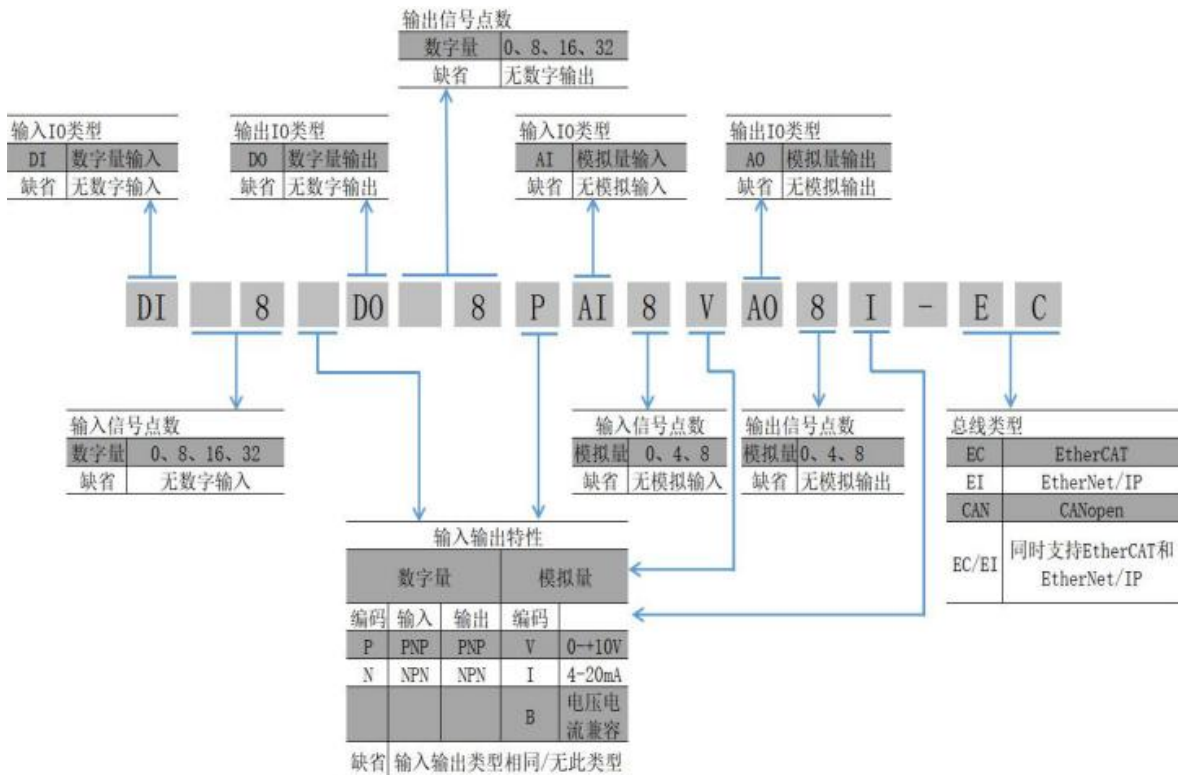 输出信号点数
数字量 0、8、16、32
缺省 无数字输出
输入IO类型
DI 数字量输入
缺省 无数字输入
输出IO类型
DO 数字量输出
缺省 无数字输出
输入IO类型
AI 模拟量输入
缺省 无模拟输入
输出IO类型
AO 模拟量输出
缺省 无模拟输出
DI 8 DO 8 P AI 8 V AO 8 I - E C
输入信号点数
数字量 0、8、16、32
缺省 无数字输入
输入信号点数
模拟量 0、4、8
缺省 无模拟输入
输出信号点数
模拟量 0、4、8
缺省 无模拟输出
总线类型
EC EtherCAT
EI EtherNet/IP
CAN CANopen
EC/EI 同时支持EtherCAT和
EtherNet/IP
输入输出特性
数字量 模拟量
编码 输入 输出 编码
P PNP PNP V 0-+10V
N NPN NPN I 4-20mA
B 电压电
流兼容
缺省 输入输出类型相同/无此类型